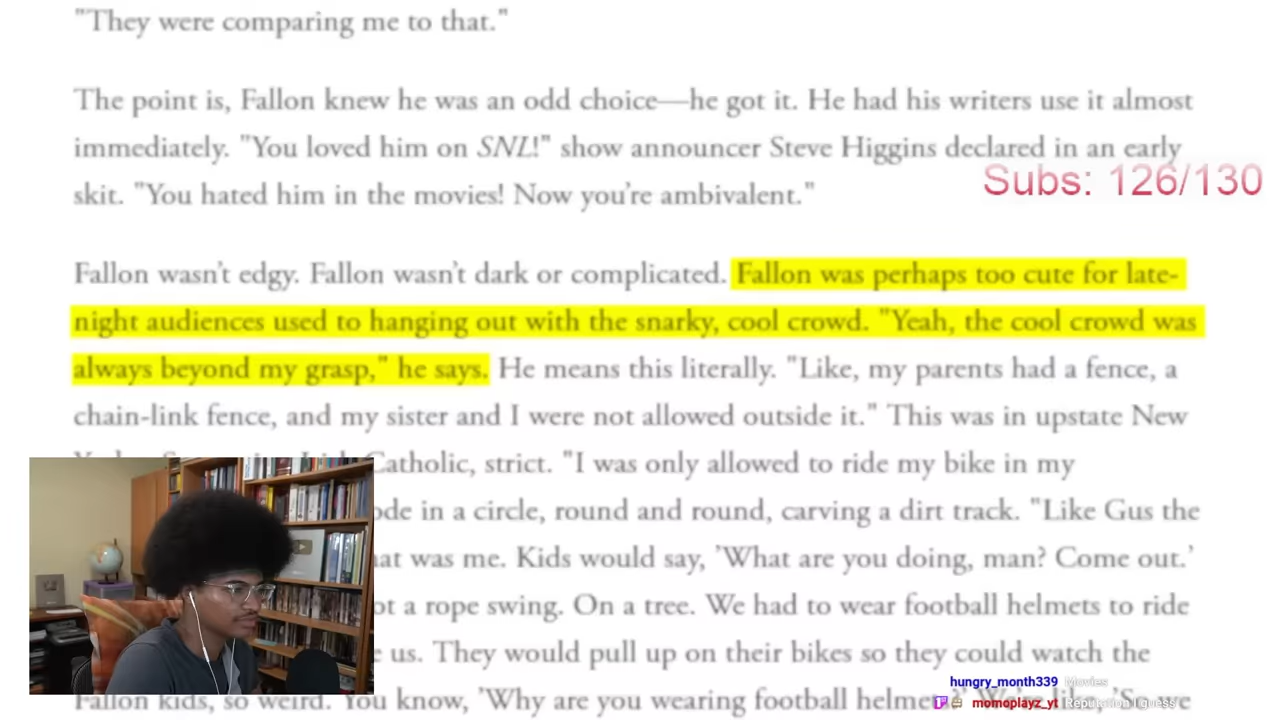 "They were comparing me to that."
The point is, Fallon knew he was an odd choice—he got it. He had his writers use it almost
immediately. "You loved him on SNL!" show announcer Steve Higgins declared in an early
skit. "You hated him in the movies! Now you're ambivalent."
Subs: 126/130
Fallon wasn't edgy. Fallon wasn't dark or complicated. Fallon was perhaps too cute for late-
night audiences used to hanging out with the snarky, cool crowd. "Yeah, the cool crowd was
always beyond my grasp," he says. He means this literally. "Like, my parents had a fence, a
chain-link fence, and my sister and I were not allowed outside it." This was in upstate New
Catholic, strict. "I was only allowed to ride my bike in my
ode in a circle, round and round, carving a dirt track. "Like Gus the
at was me. Kids would say, 'What are you doing, man? Come out.'
ot a rope swing. On a tree. We had to wear football helmets to ride
e us. They would pull up on their bikes so they could watch the
Fallon kids, so weird. You know, 'Why are you wearing football helmets?' We're like, 'So we
hungry_month339 Movies
momoplayz_yt Reputation I guess